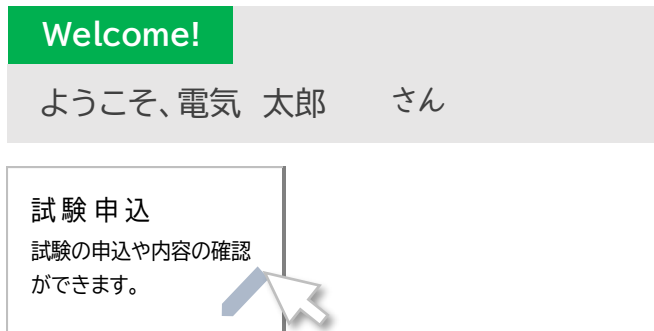 Welcome!
ようこそ、電気 太郎 さん
試験申込
試験の申込や内容の確認
ができます。